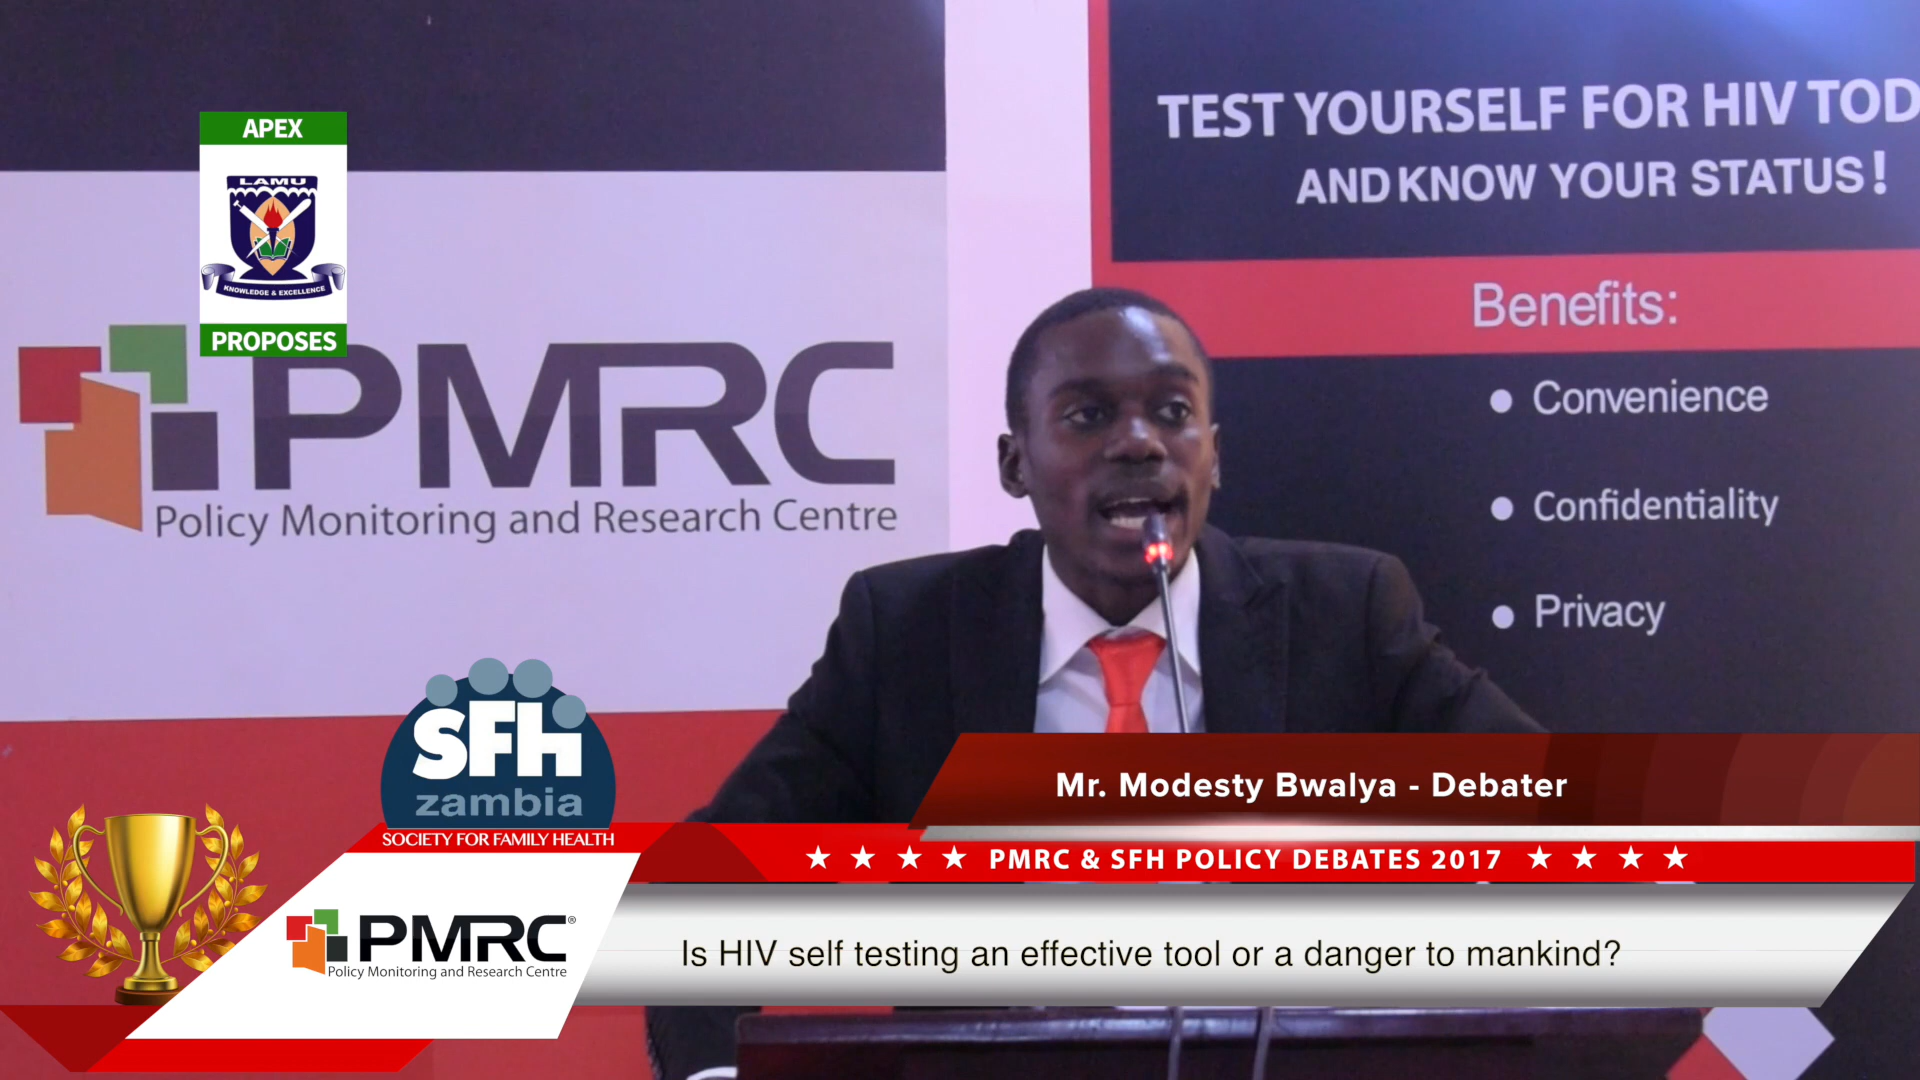 APEX
LAMU
KNOWLEDGE & EXCELLENCE
PROPOSES
PMRC
Policy Monitoring and Research Centre
TEST YOURSELF FOR HIV TOD
AND KNOW YOUR STATUS!
Benefits:
• Convenience
• Confidentiality
• Privacy
SFH
zambia
SOCIETY FOR FAMILY HEALTH
Mr. Modesty Bwalya - Debater
★ ★ ★ ★ PMRC & SFH POLICY DEBATES 2017 ★ ★ ★ ★
PMRC®
Policy Monitoring and Research Centre
Is HIV self testing an effective tool or a danger to mankind?